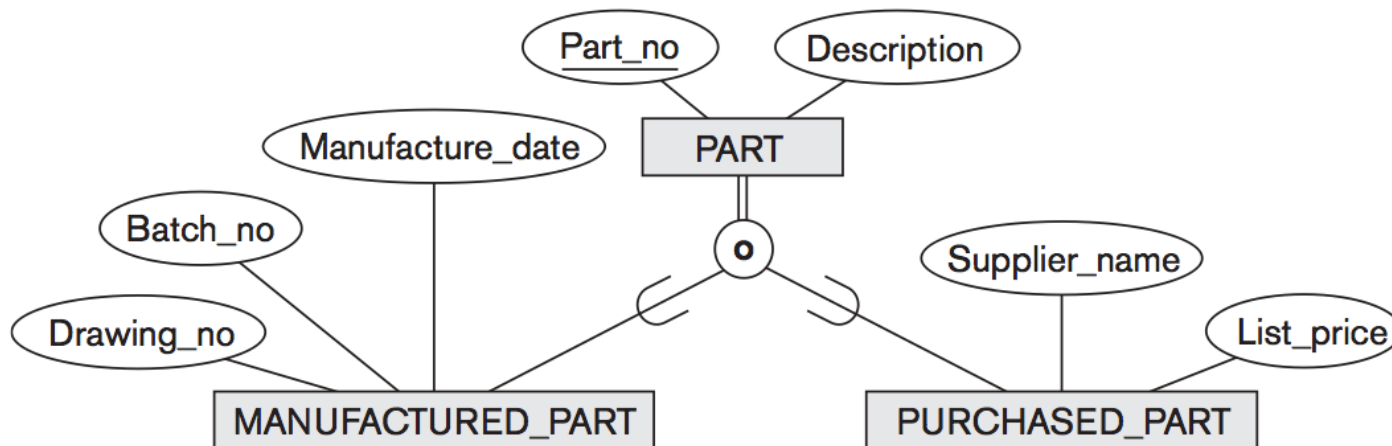 Part_no
Description
Manufacture_date
PART
Batch_no
o
Supplier_name
Drawing_no
List_price
MANUFACTURED_PART
PURCHASED_PART